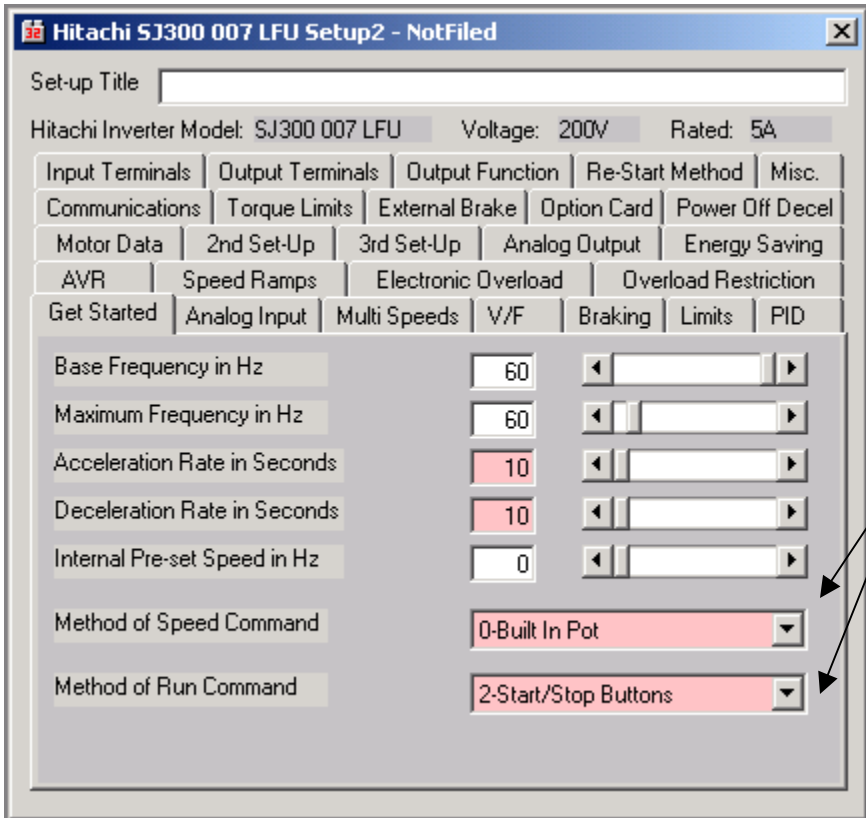 Hitachi SJ300 007 LFU Setup2 - NotFiled
Set-up Title
Hitachi Inverter Model: SJ300 007 LFU Voltage: 200V Rated: 5A
Input Terminals Output Terminals Output Function Re-Start Method Misc.
Communications Torque Limits External Brake Option Card Power Off Decel
Motor Data 2nd Set-Up 3rd Set-Up Analog Output Energy Saving
AVR Speed Ramps Electronic Overload Overload Restriction
Get Started Analog Input Multi Speeds V/F Braking Limits PID
Base Frequency in Hz 60
Maximum Frequency in Hz 60
Acceleration Rate in Seconds 10
Deceleration Rate in Seconds 10
Internal Pre-set Speed in Hz 0
Method of Speed Command 0-Built In Pot
Method of Run Command 2-Start/Stop Buttons